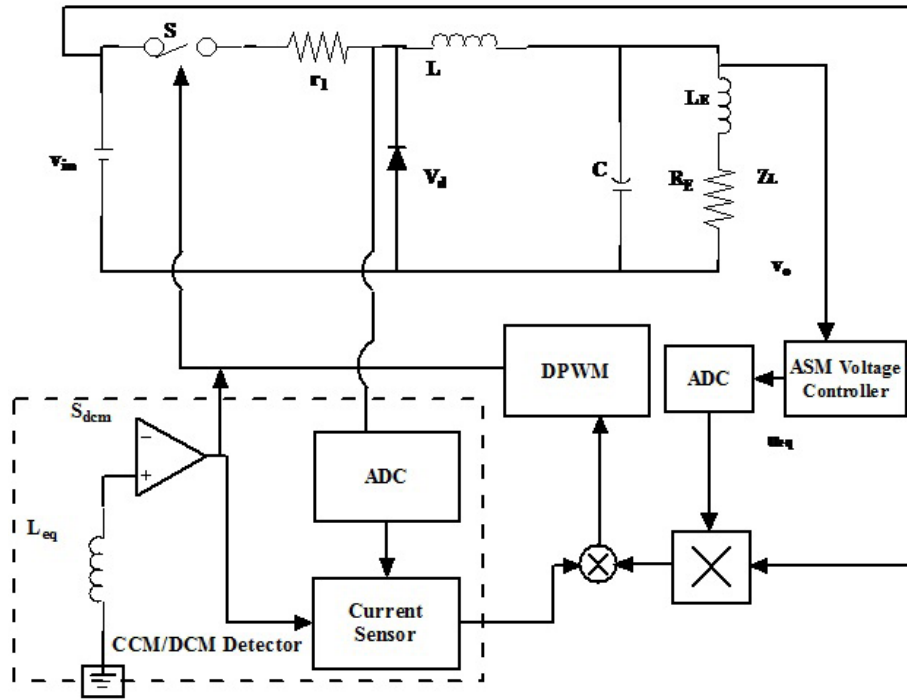 S
r1
L
LE
vin
Vd
C
RE
ZL
vo
DPWM
ADC
ASM Voltage
Controller
ueq
Sdcm
−
+
ADC
Leq
Current
Sensor
CCM/DCM Detector